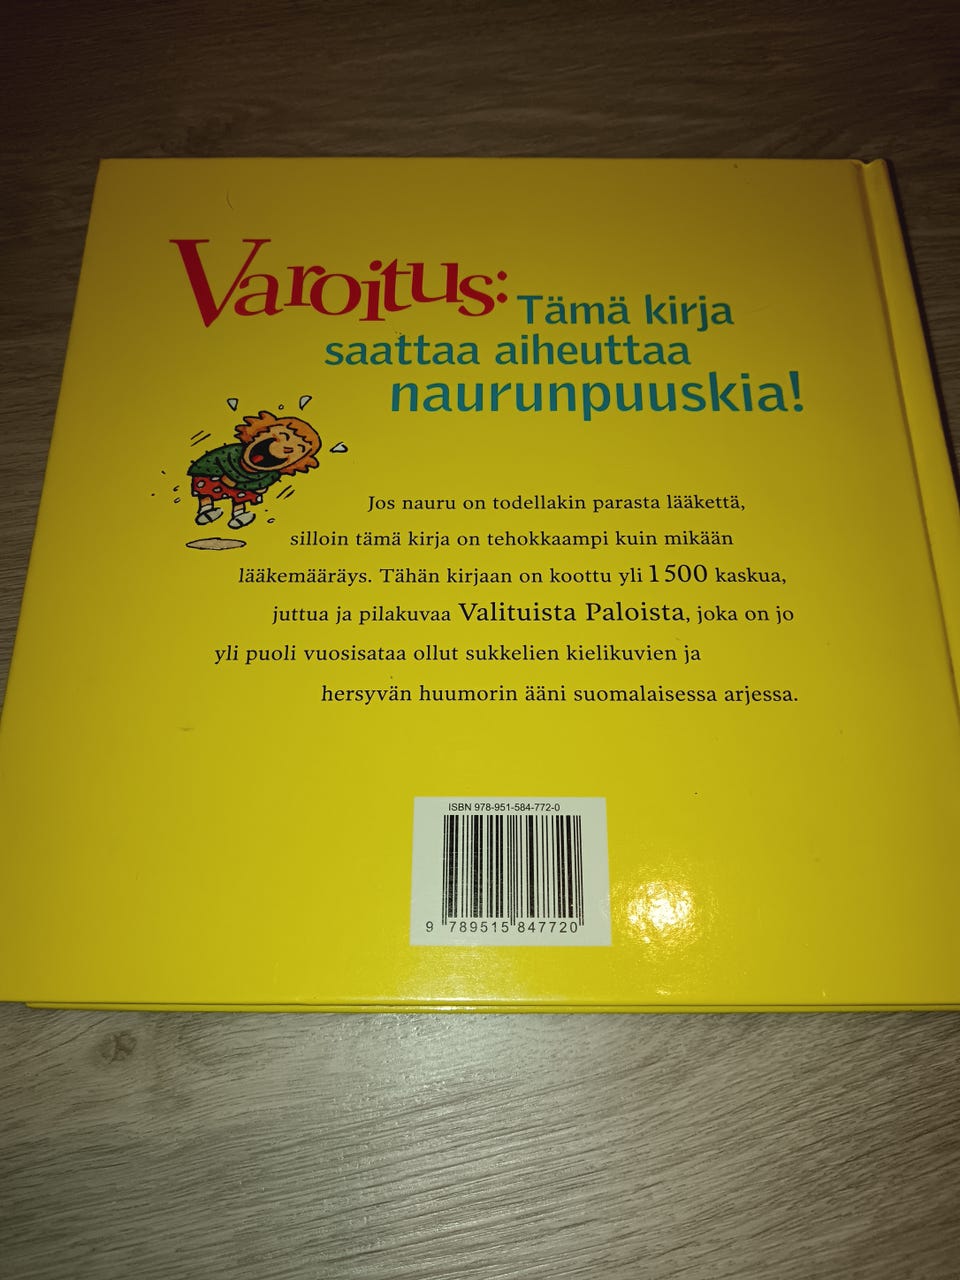 Varoitus: Tämä kirja
saattaa aiheuttaa
naurunpuuskia!
Jos nauru on todellakin parasta lääkettä,
silloin tämä kirja on tehokkaampi kuin mikään
lääkemääräys. Tähän kirjaan on koottu yli 1500 kaskua,
juttua ja pilakuvaa Valituista Paloista, joka on jo
yli puoli vuosisataa ollut sukkelien kielikuvien ja
hersyvän huumorin ääni suomalaisessa arjessa.
ISBN 978-951-584-772-0
9 789515 847720